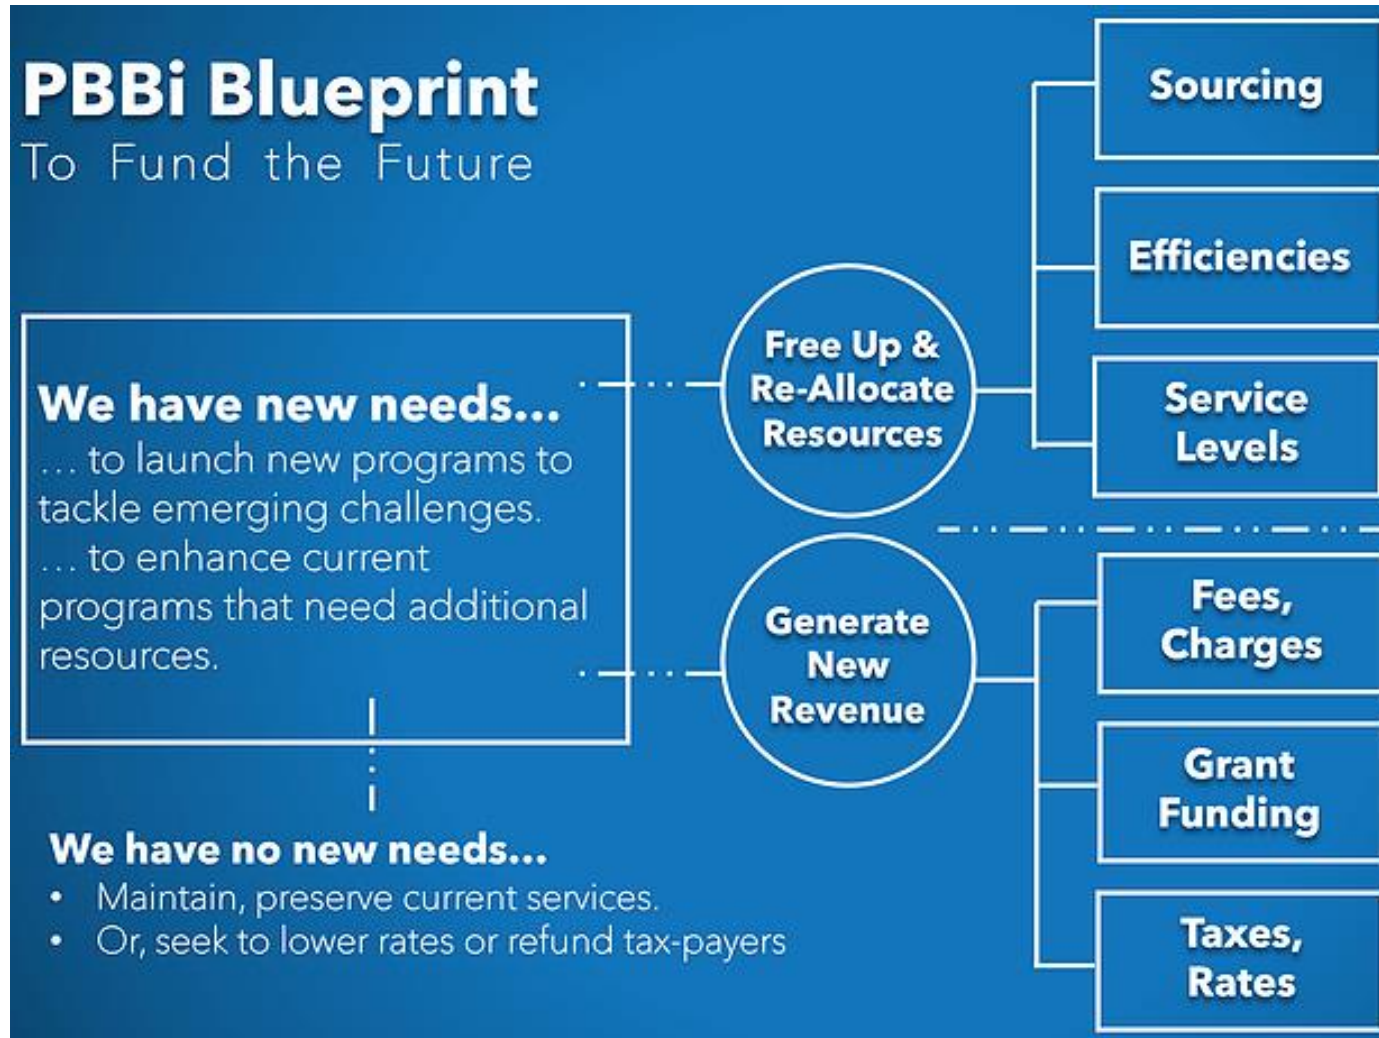 PBBi Blueprint
To Fund the Future
We have new needs...
... to launch new programs to
tackle emerging challenges.
... to enhance current
programs that need additional
resources.
We have no new needs...
• Maintain, preserve current services.
• Or, seek to lower rates or refund tax-payers
Free Up &
Re-Allocate
Resources
Sourcing
Efficiencies
Service
Levels
Generate
New
Revenue
Fees,
Charges
Grant
Funding
Taxes,
Rates